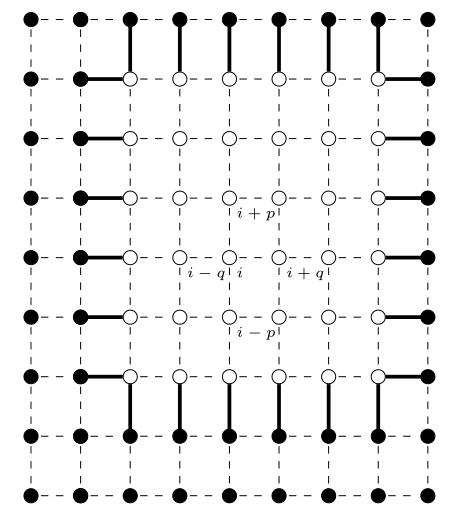 i + p
i − q i i + q
i − p